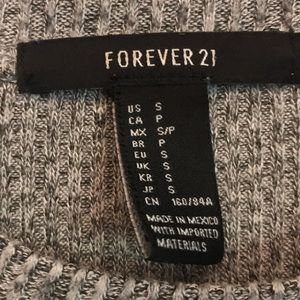 FOREVER 21
US S
CA P
MX S/P
BR P
EU S
UK S
KR S
JP S
CN 160/84A
MADE IN MEXICO
WITH IMPORTED
MATERIALS